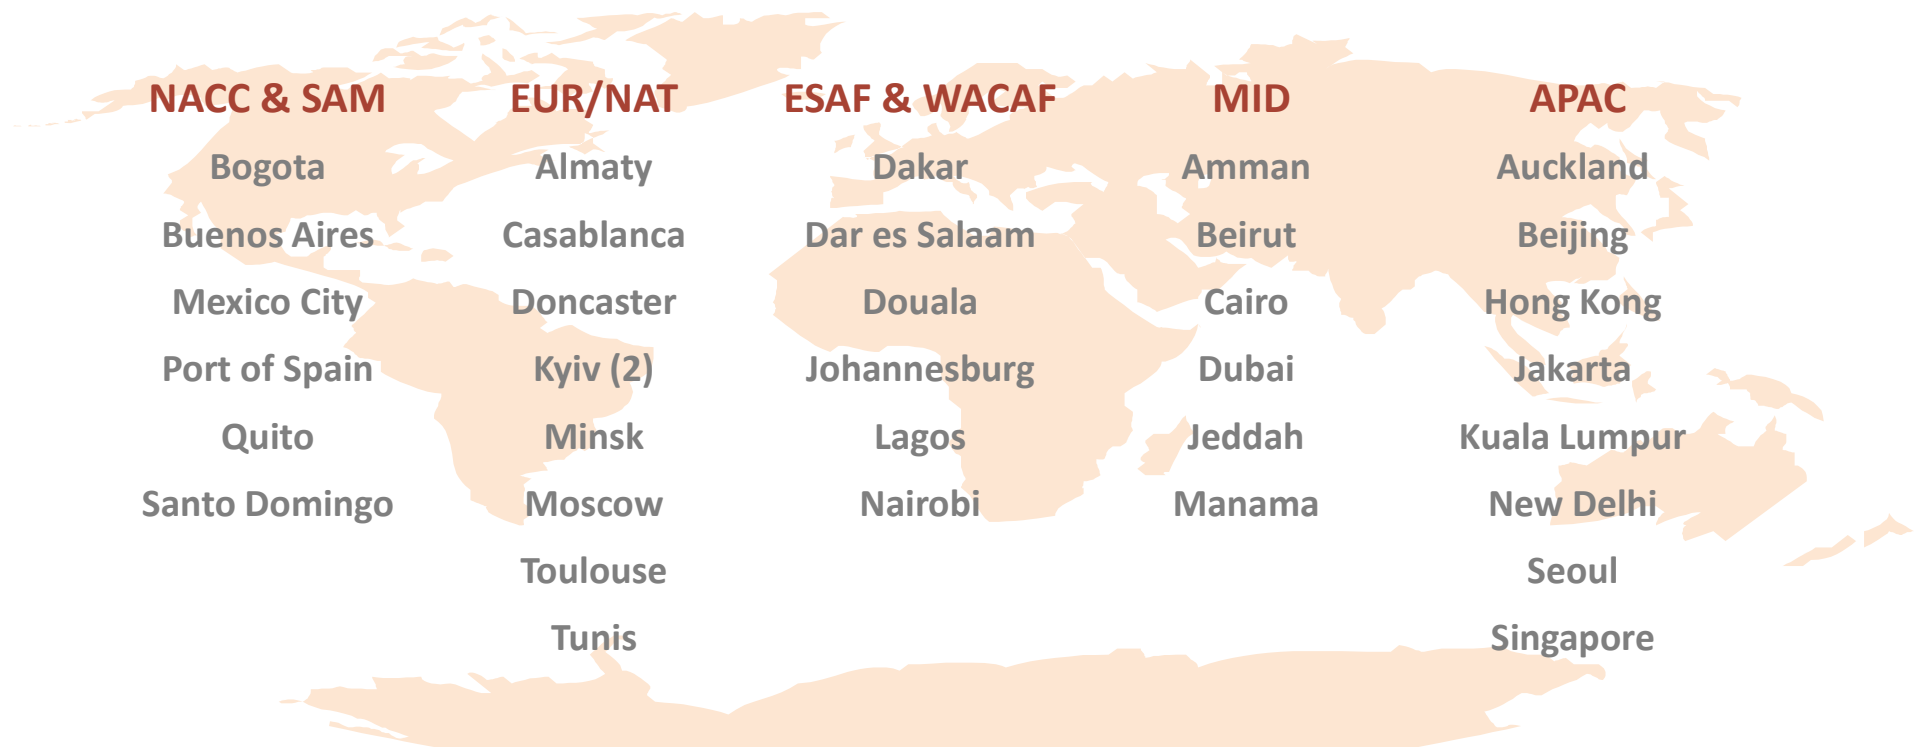 NACC & SAM
Bogota
Buenos Aires
Mexico City
Port of Spain
Quito
Santo Domingo
EUR/NAT
Almaty
Casablanca
Doncaster
Kyiv (2)
Minsk
Moscow
Toulouse
Tunis
ESAF & WACAF
Dakar
Dar es Salaam
Douala
Johannesburg
Lagos
Nairobi
MID
Amman
Beirut
Cairo
Dubai
Jeddah
Manama
APAC
Auckland
Beijing
Hong Kong
Jakarta
Kuala Lumpur
New Delhi
Seoul
Singapore